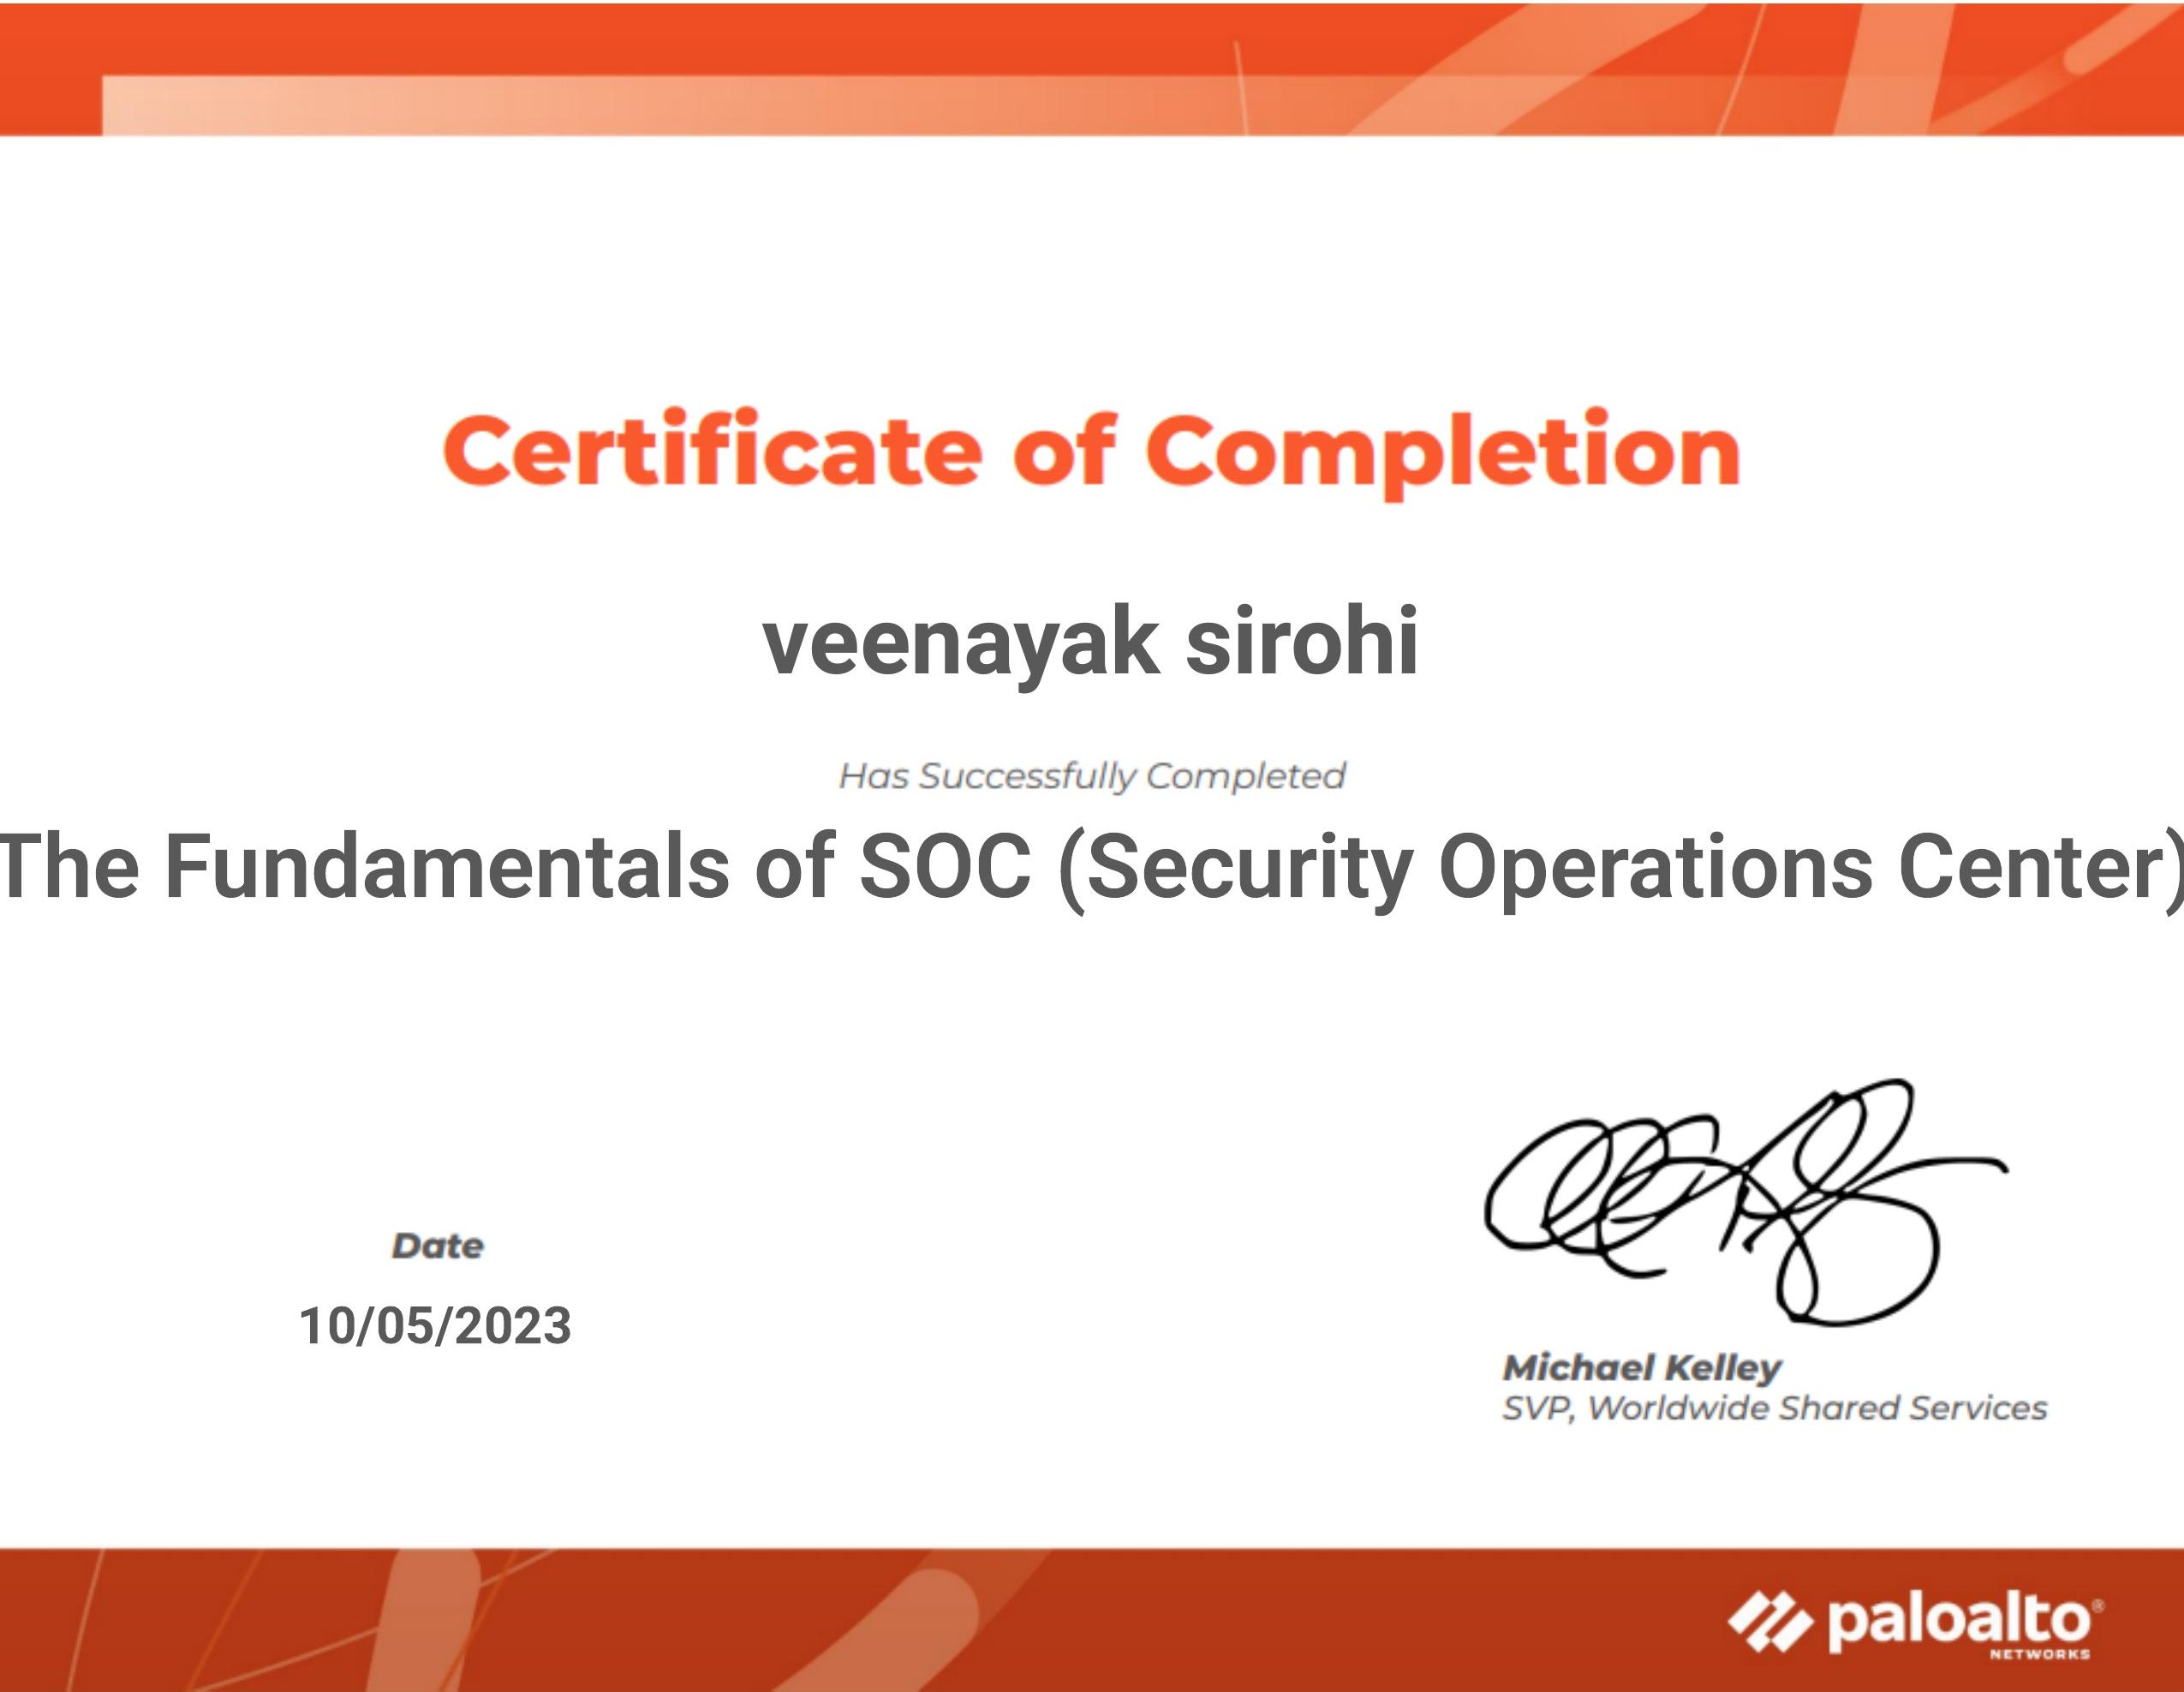 Certificate of Completion
veenayak sirohi
Has Successfully Completed
The Fundamentals of SOC (Security Operations Center)
Date
10/05/2023
Michael Kelley
SVP, Worldwide Shared Services
paloalto®
NETWORKS